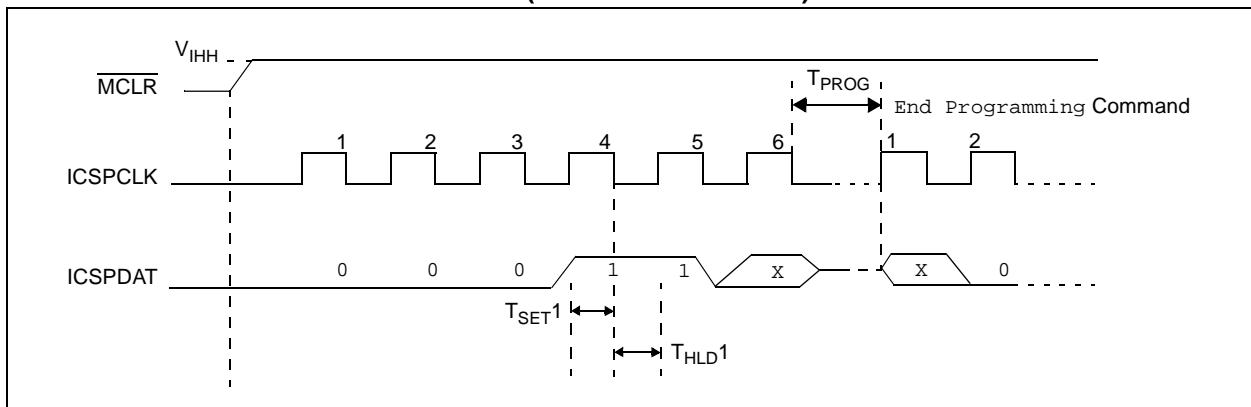 VIHH
MCLR
TPROG
End Programming Command
1 2 3 4 5 6 1 2
ICSPCLK
ICSPDAT
0 0 0 1 1 X X 0
TSET1
THLD1